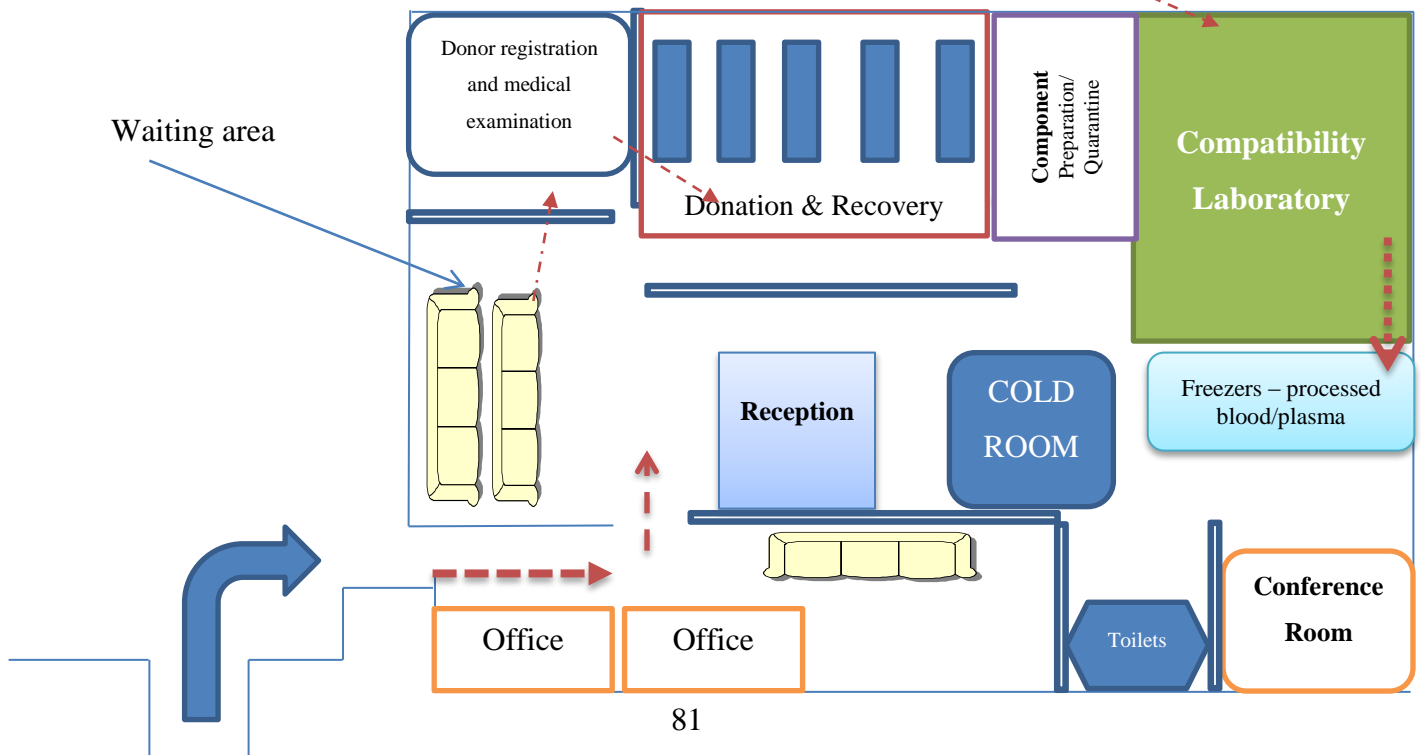 Donor registration
and medical
examination
Waiting area
Donation & Recovery
Component
Preparation/
Quarantine
Compatibility
Laboratory
Reception
COLD
ROOM
Freezers – processed
blood/plasma
Office
Office
Toilets
Conference
Room
81